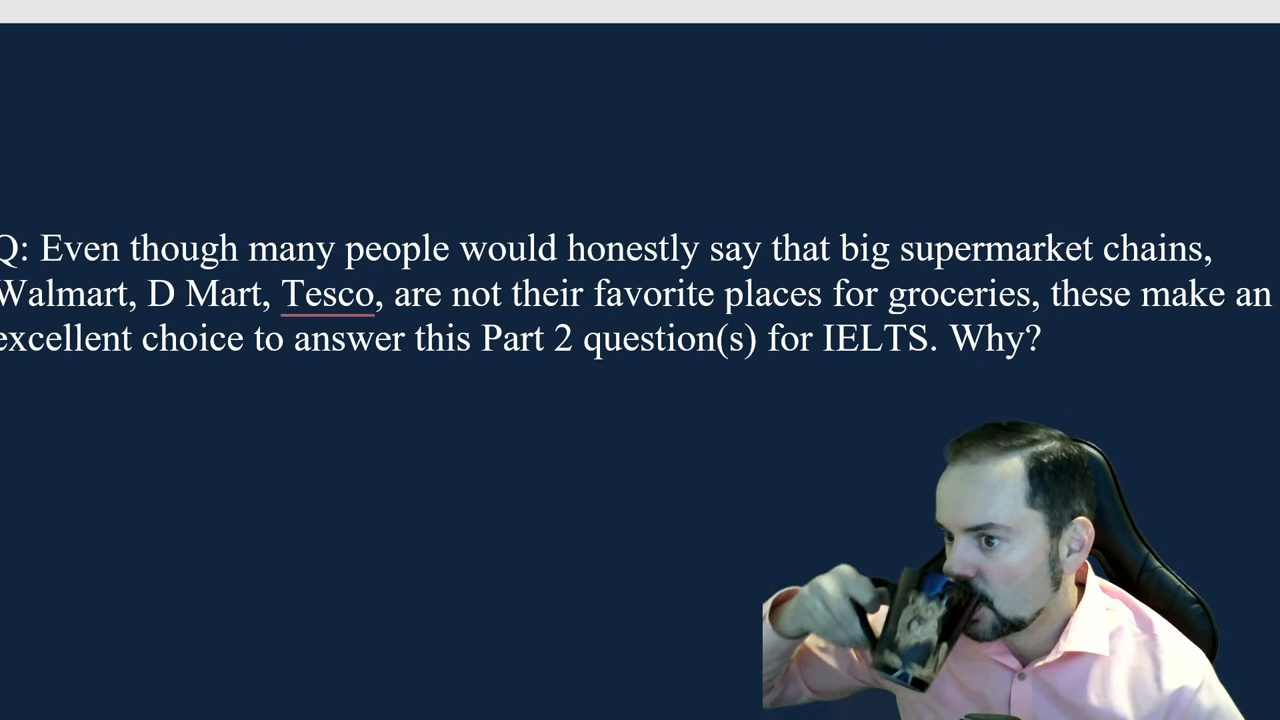 Q: Even though many people would honestly say that big supermarket chains,
Walmart, D Mart, Tesco, are not their favorite places for groceries, these make an
excellent choice to answer this Part 2 question(s) for IELTS. Why?